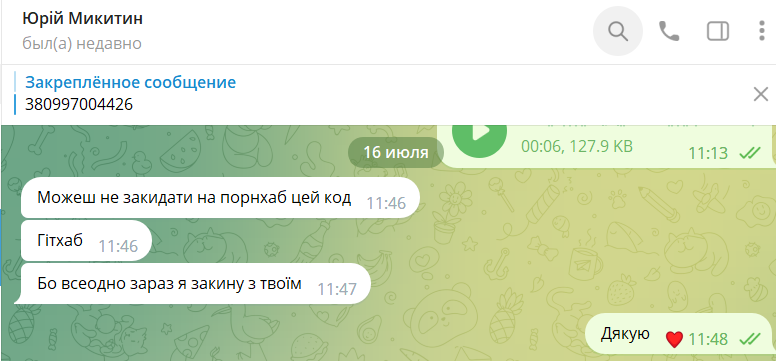 Юрій Микитин
был(а) недавно
Закреплённое сообщение
380997004426
00:06, 127.9 KB
11:13
16 июля
Можеш не закидати на порнхаб цей код 11:46
Гітхаб 11:46
Бо всеодно зараз я закину з твоїм 11:47
Дякую ❤️ 11:48